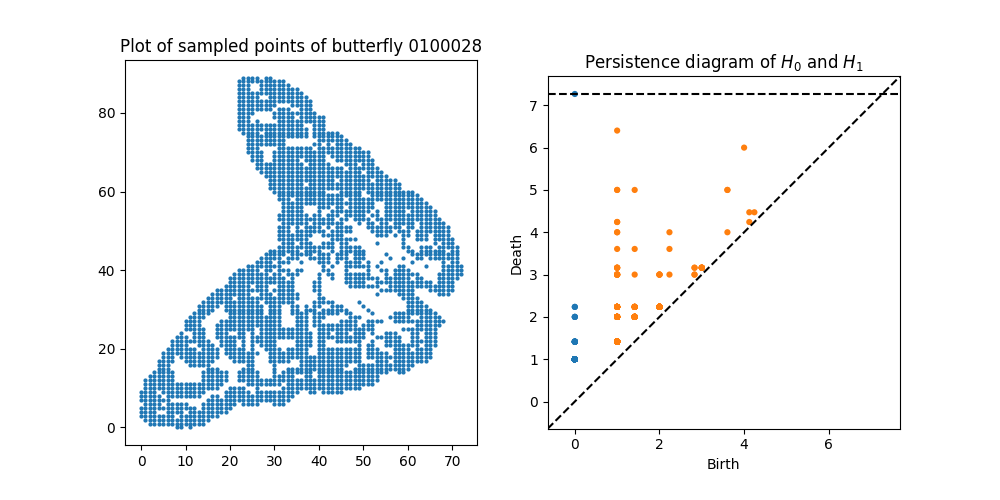 Plot of sampled points of butterfly 0100028
80
60
40
20
0
0 10 20 30 40 50 60 70
Persistence diagram of H₀ and H₁
7
6
5
4
3
2
1
0
Death
0 2 4 6
Birth